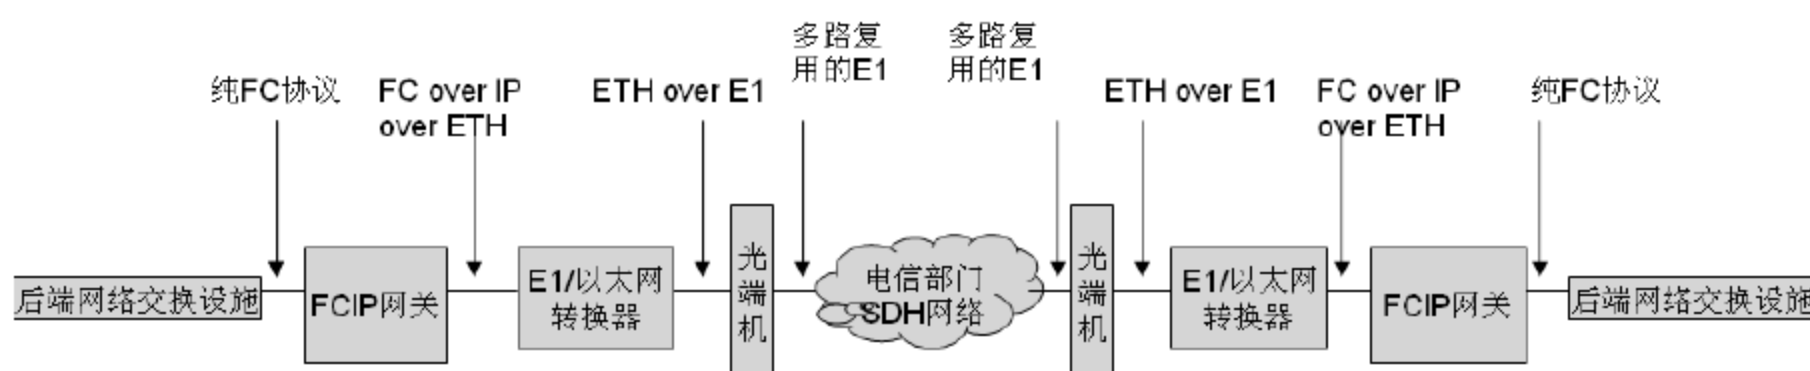 多路复
用的E1
多路复
用的E1
纯FC协议
FC over IP
over ETH
ETH over E1
ETH over E1
FC over IP
over ETH
纯FC协议
后端网络交换设施
FCIP网关
E1/以太网
转换器
光
端
机
电信部门
SDH网络
光
端
机
E1/以太网
转换器
FCIP网关
后端网络交换设施